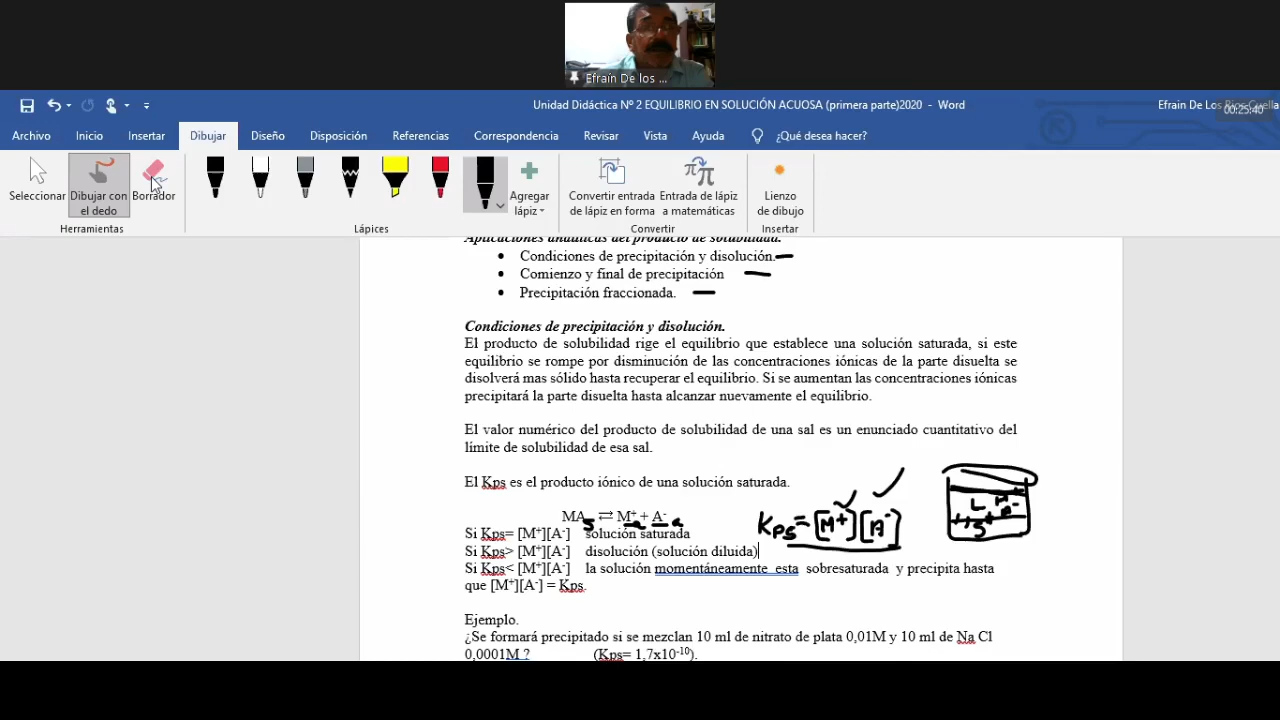 Efraín De los ...
Unidad Didáctica Nº 2 EQUILIBRIO EN SOLUCIÓN ACUOSA (primera parte)2020 - Word
Efrain De Los Ríos Cuella
00:25:40
Archivo Inicio Insertar Dibujar Diseño Disposición Referencias Correspondencia Revisar Vista Ayuda ¿Qué desea hacer?
Seleccionar
Dibujar con el dedo
Borrador
Agregar lápiz
Convertir entrada de lápiz en forma
Entrada de lápiz a matemáticas
Lienzo de dibujo
Herramientas Lápices Convertir Insertar
Aplicaciones analíticas del producto de solubilidad.
• Condiciones de precipitación y disolución.
• Comienzo y final de precipitación
• Precipitación fraccionada.
Condiciones de precipitación y disolución.
El producto de solubilidad rige el equilibrio que establece una solución saturada, si este
equilibrio se rompe por disminución de las concentraciones iónicas de la parte disuelta se
disolverá mas sólido hasta recuperar el equilibrio. Si se aumentan las concentraciones iónicas
precipitará la parte disuelta hasta alcanzar nuevamente el equilibrio.
El valor numérico del producto de solubilidad de una sal es un enunciado cuantitativo del
límite de solubilidad de esa sal.
El Kps es el producto iónico de una solución saturada.
MA s ⇄ M⁺ a + A⁻ a
Kps = [M⁺][A⁻]
L M⁺ A⁻
S
Si Kps= [M⁺][A⁻] solución saturada
Si Kps> [M⁺][A⁻] disolución (solución diluida)
Si Kps< [M⁺][A⁻] la solución momentáneamente esta sobresaturada y precipita hasta
que [M⁺][A⁻] = Kps.
Ejemplo.
¿Se formará precipitado si se mezclan 10 ml de nitrato de plata 0,01M y 10 ml de Na Cl
0,0001M ? (Kps= 1,7x10⁻¹⁰).